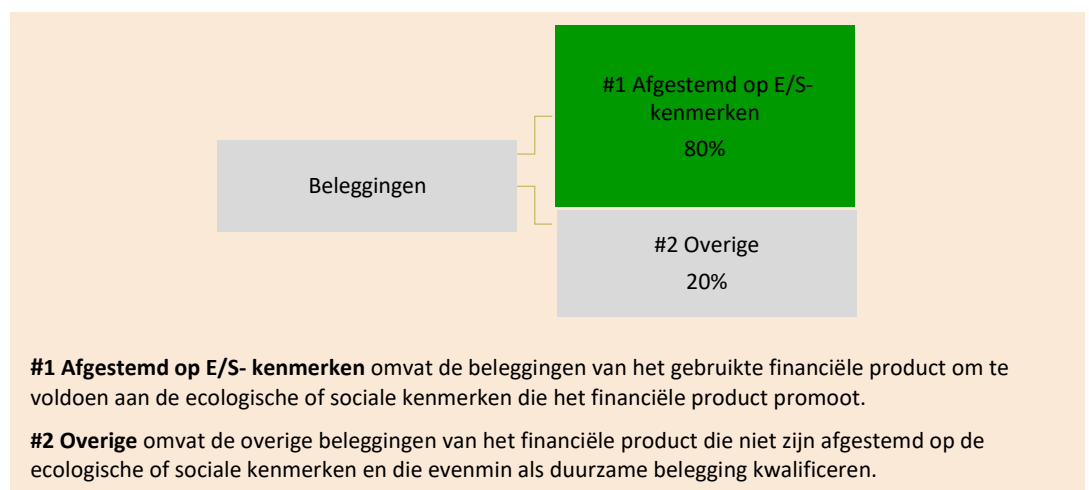 #1 Afgestemd op E/S-
kenmerken
80%
Beleggingen
#2 Overige
20%
#1 Afgestemd op E/S- kenmerken omvat de beleggingen van het gebruikte financiële product om te
voldoen aan de ecologische of sociale kenmerken die het financiële product promoot.
#2 Overige omvat de overige beleggingen van het financiële product die niet zijn afgestemd op de
ecologische of sociale kenmerken en die evenmin als duurzame belegging kwalificeren.